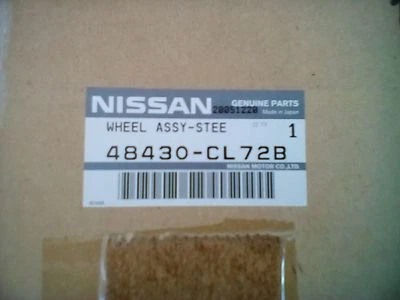 NISSAN 20051220 GENUINE PARTS
Made in Japan
WHEEL ASSY-STEE 1
48430-CL72B
NISSAN MOTOR CO.,LTD.